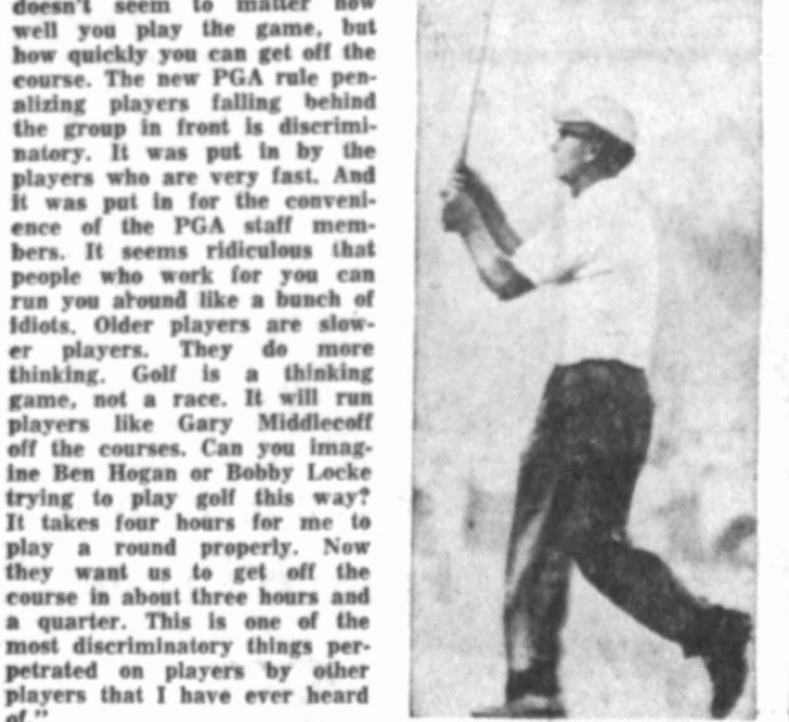 doesn't seem to matter how
well you play the game, but
how quickly you can get off the
course. The new PGA rule pen-
alizing players falling behind
the group in front is discrimi-
natory. It was put in by the
players who are very fast. And
it was put in for the conveni-
ence of the PGA staff mem-
bers. It seems ridiculous that
people who work for you can
run you around like a bunch of
idiots. Older players are slow-
er players. They do more
thinking. Golf is a thinking
game, not a race. It will run
players like Gary Middlecoff
off the courses. Can you imag-
ine Ben Hogan or Bobby Locke
trying to play golf this way?
It takes four hours for me to
play a round properly. Now
they want us to get off the
course in about three hours and
a quarter. This is one of the
most discriminatory things per-
petrated on players by other
players that I have ever heard
of."